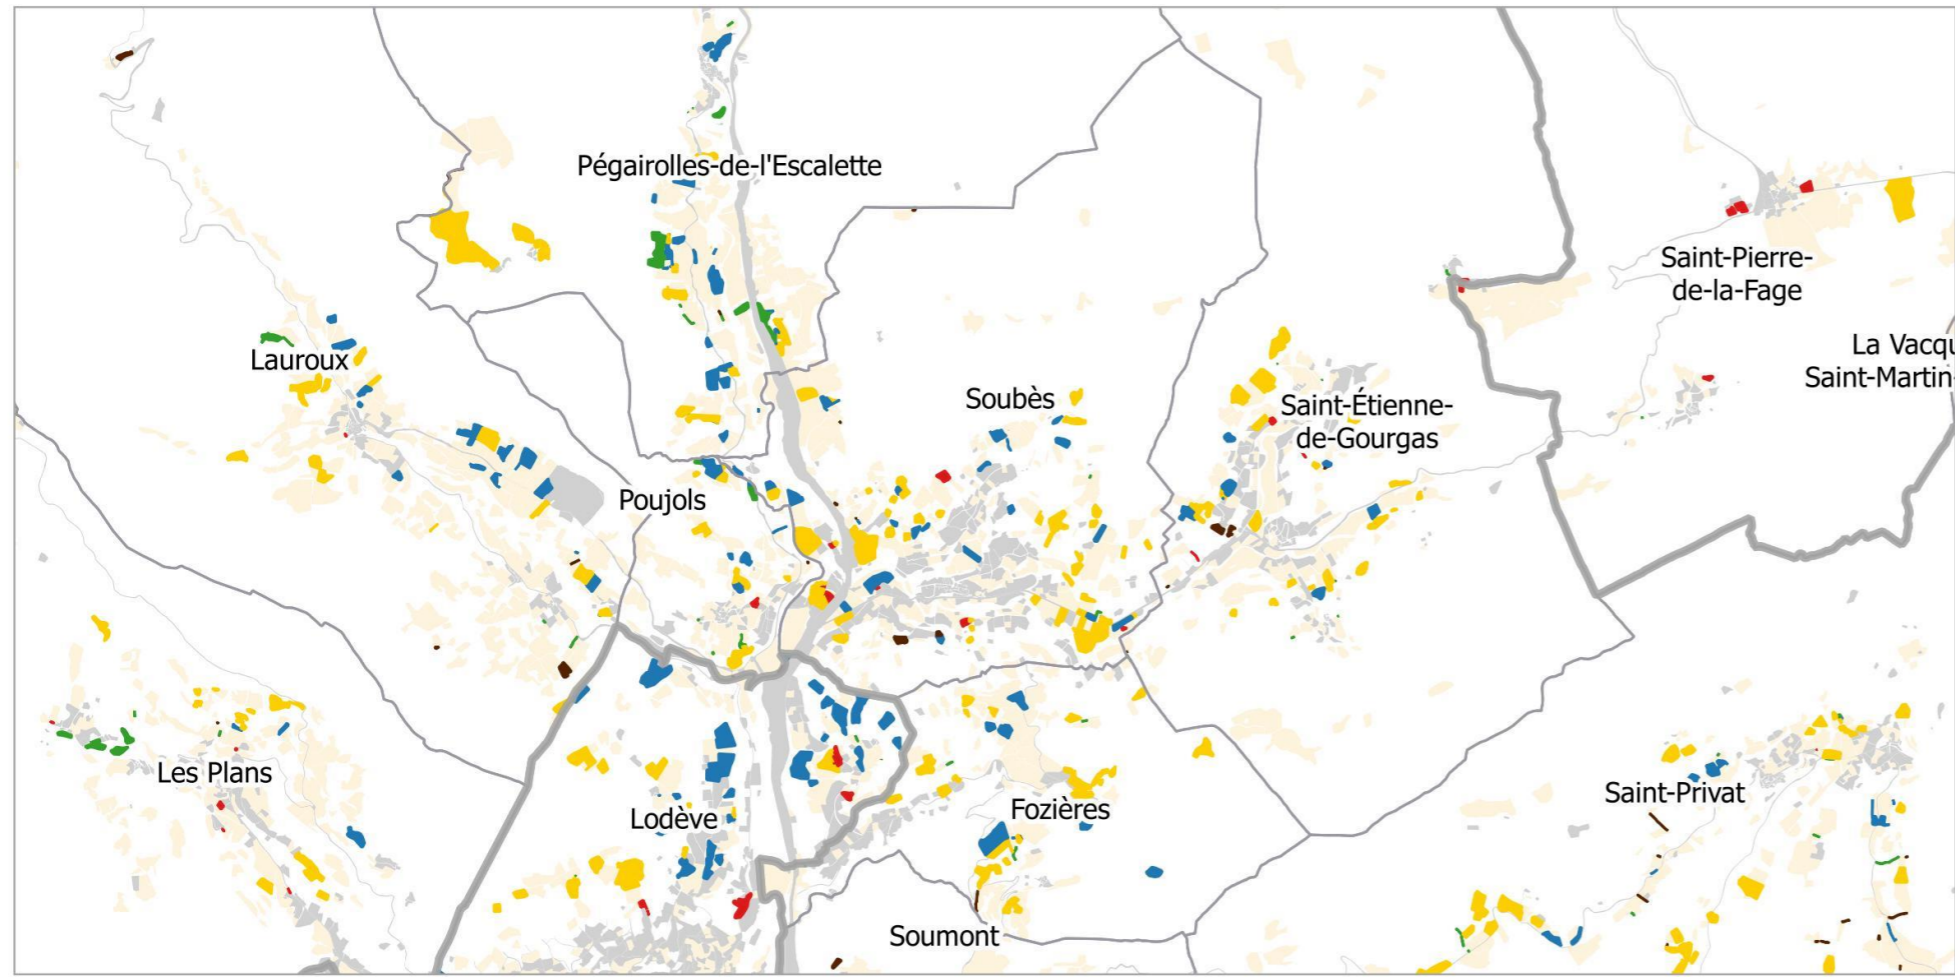 Pégairolles-de-l'Escalette
Saint-Pierre-
de-la-Fage
La Vacqu
Saint-Martin-
Lauroux
Soubès
Saint-Étienne-
de-Gourgas
Poujols
Les Plans
Lodève
Fozières
Saint-Privat
Soumont